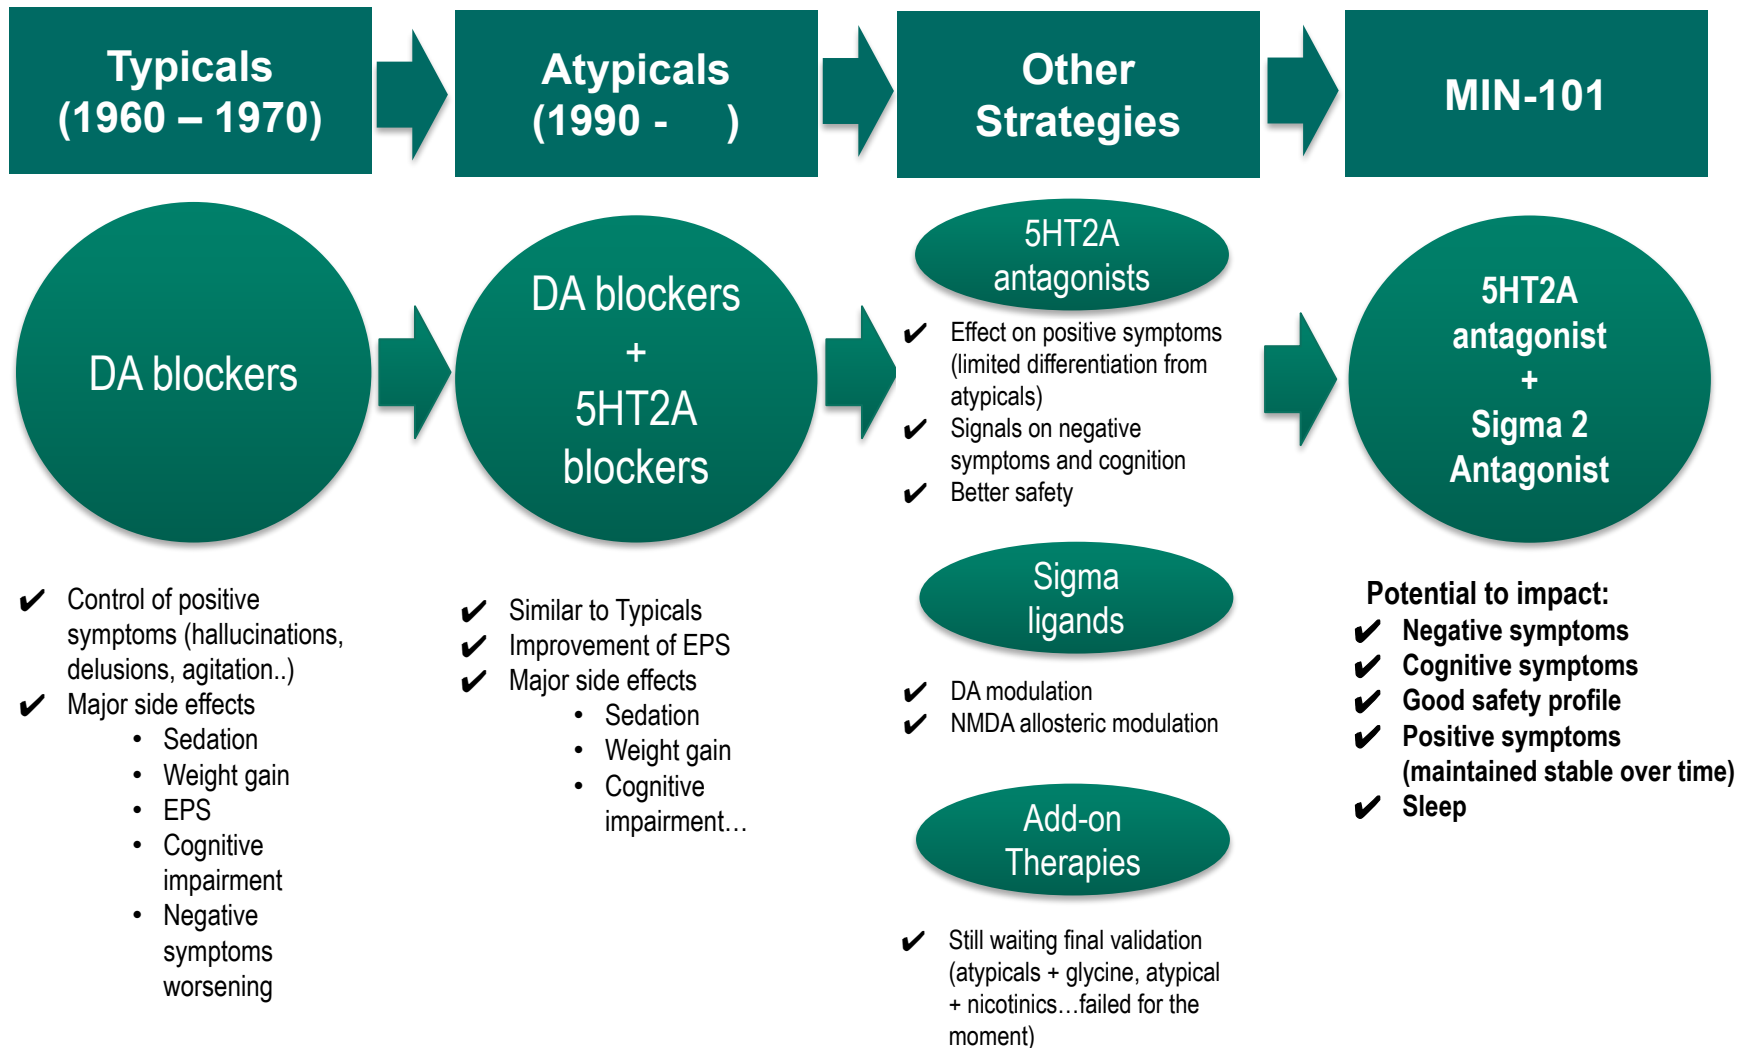 Typicals
(1960 – 1970)
Atypicals
(1990 -    )
Other
Strategies
MIN-101
DA blockers
✔ Control of positive
symptoms (hallucinations,
delusions, agitation..)
✔ Major side effects
• Sedation
• Weight gain
• EPS
• Cognitive
impairment
• Negative
symptoms
worsening
DA blockers
+
5HT2A
blockers
✔ Similar to Typicals
✔ Improvement of EPS
✔ Major side effects
• Sedation
• Weight gain
• Cognitive
impairment…
5HT2A
antagonists
✔ Effect on positive symptoms
(limited differentiation from
atypicals)
✔ Signals on negative
symptoms and cognition
✔ Better safety
Sigma
ligands
✔ DA modulation
✔ NMDA allosteric modulation
Add-on
Therapies
✔ Still waiting final validation
(atypicals + glycine, atypical
+ nicotinics…failed for the
moment)
5HT2A
antagonist
+
Sigma 2
Antagonist
Potential to impact:
✔ Negative symptoms
✔ Cognitive symptoms
✔ Good safety profile
✔ Positive symptoms
(maintained stable over time)
✔ Sleep